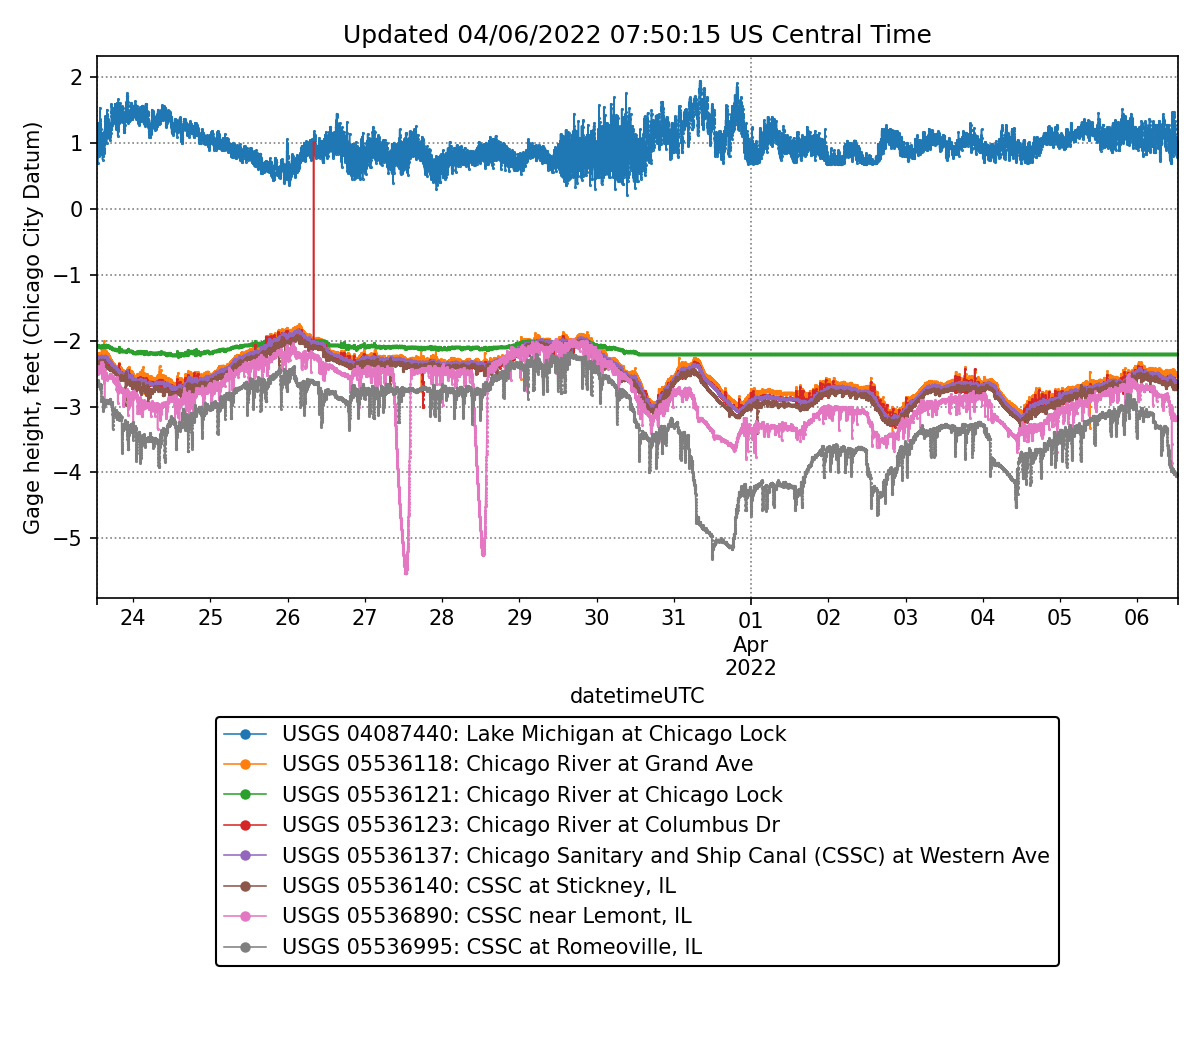 Updated 04/06/2022 07:50:15 US Central Time
Gage height, feet (Chicago City Datum)
2
1
0
−1
−2
−3
−4
−5
24 25 26 27 28 29 30 31 01 02 03 04 05 06
Apr
2022
datetimeUTC
USGS 04087440: Lake Michigan at Chicago Lock
USGS 05536118: Chicago River at Grand Ave
USGS 05536121: Chicago River at Chicago Lock
USGS 05536123: Chicago River at Columbus Dr
USGS 05536137: Chicago Sanitary and Ship Canal (CSSC) at Western Ave
USGS 05536140: CSSC at Stickney, IL
USGS 05536890: CSSC near Lemont, IL
USGS 05536995: CSSC at Romeoville, IL